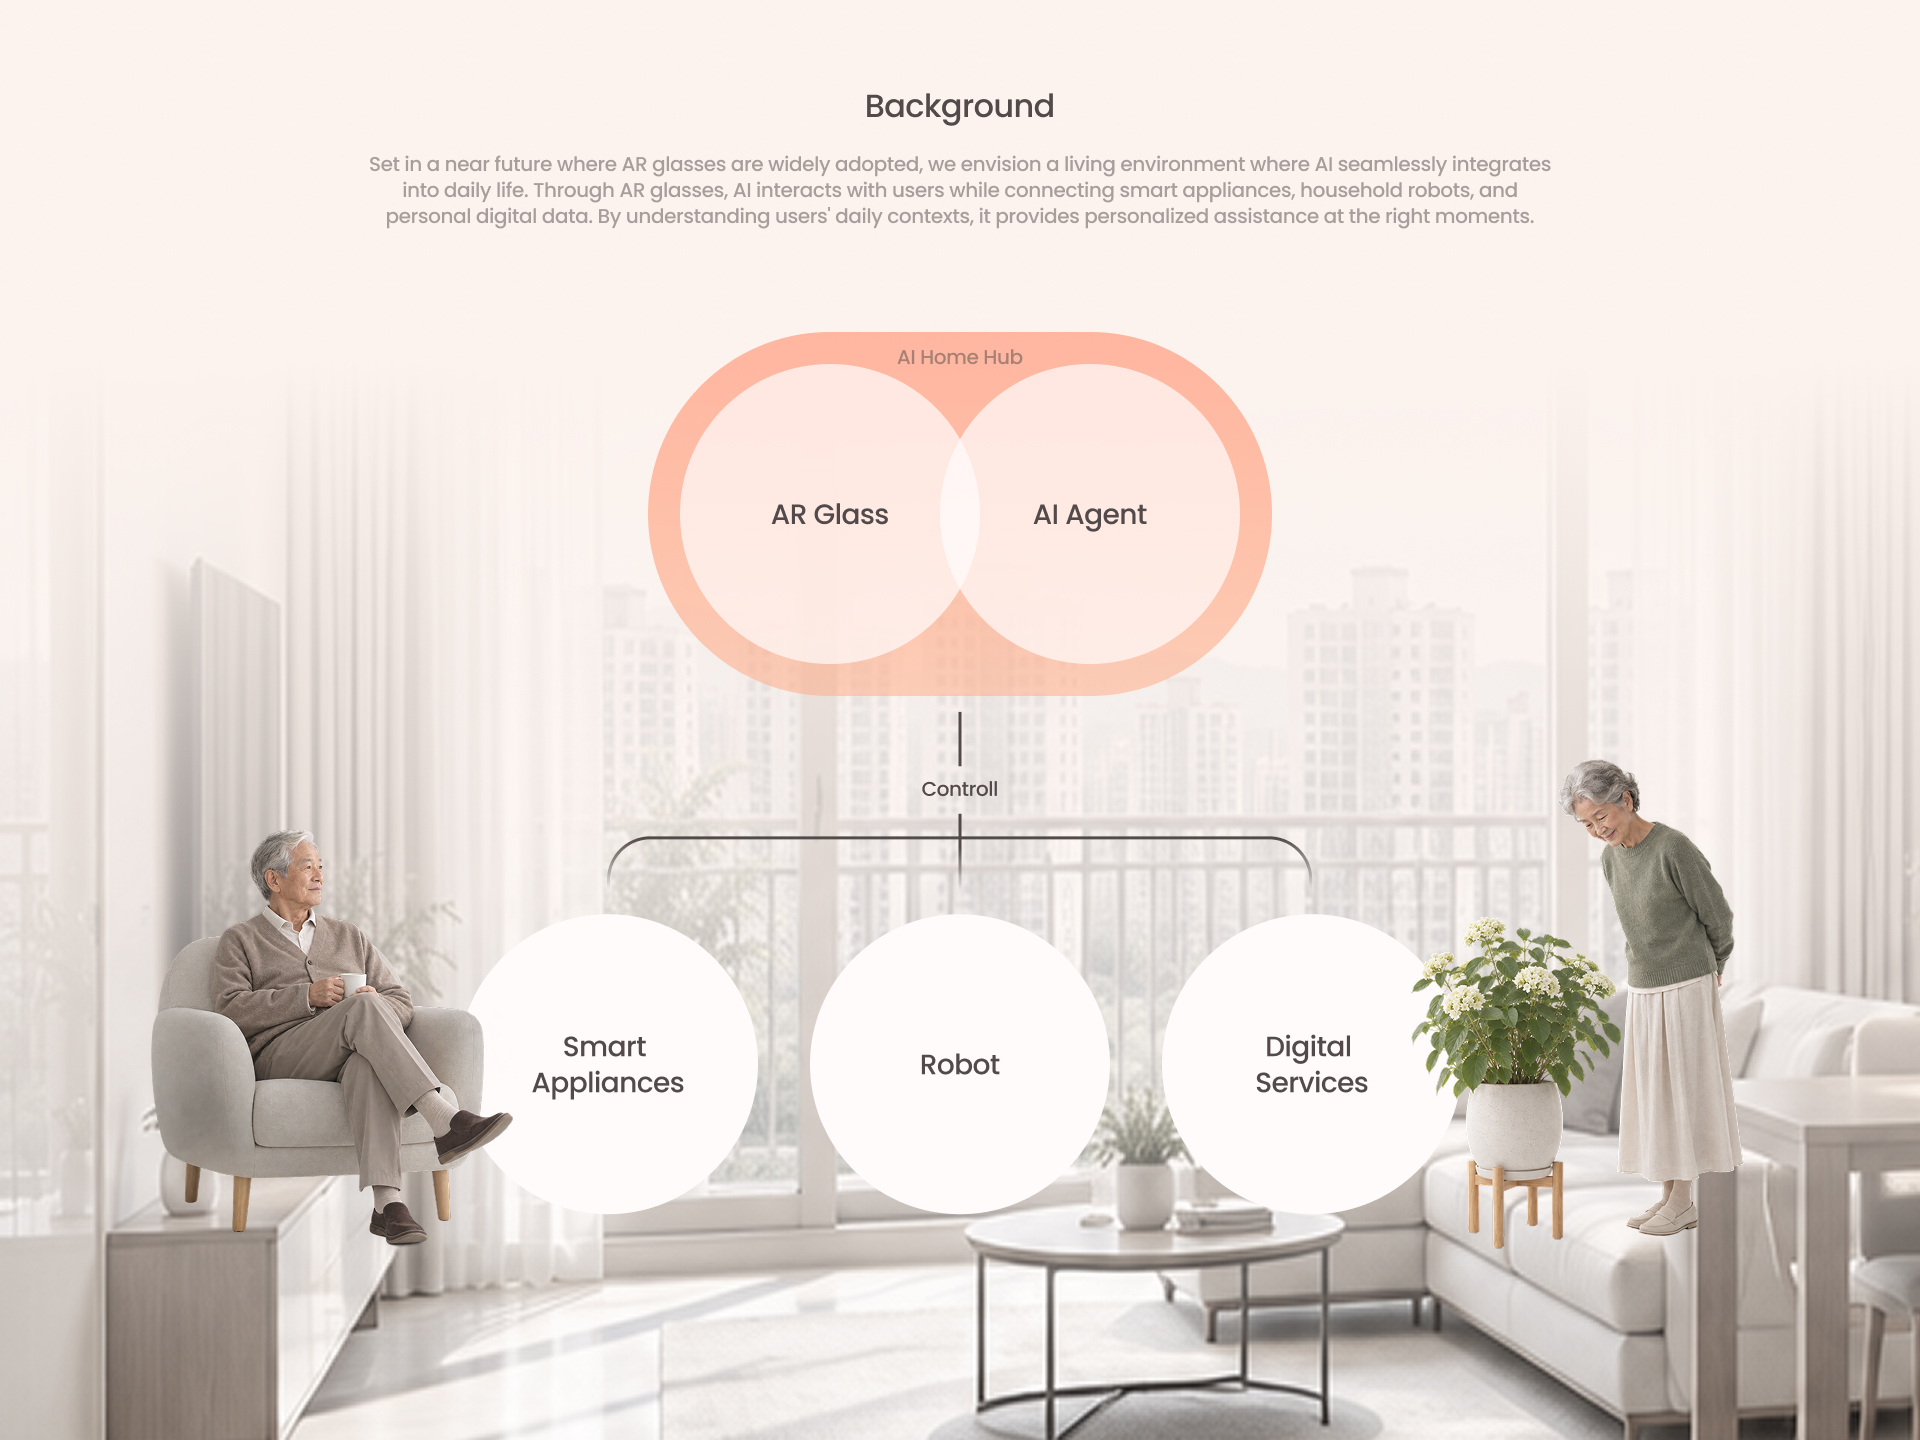 Background
Set in a near future where AR glasses are widely adopted, we envision a living environment where AI seamlessly integrates
into daily life. Through AR glasses, AI interacts with users while connecting smart appliances, household robots, and
personal digital data. By understanding users' daily contexts, it provides personalized assistance at the right moments.
AI Home Hub
AR Glass
AI Agent
Controll
Smart
Appliances
Robot
Digital
Services